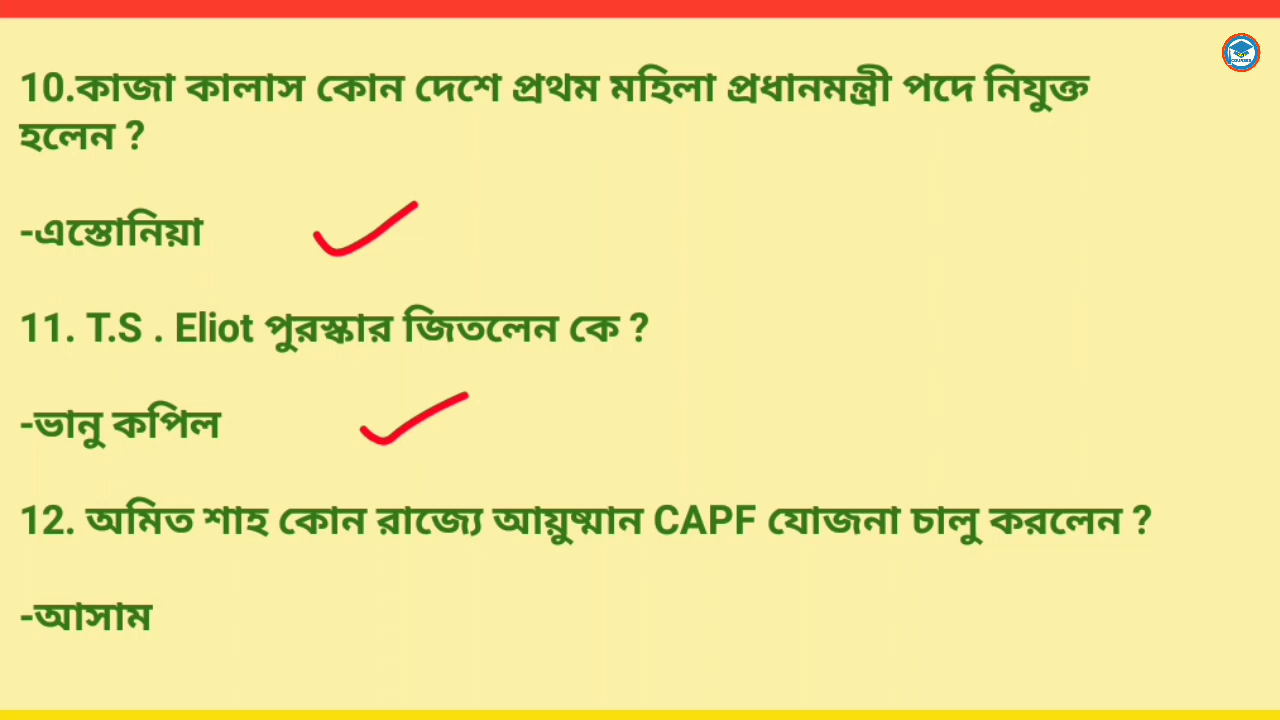 10.কাজা কালাস কোন দেশে প্রথম মহিলা প্রধানমন্ত্রী পদে নিযুক্ত
হলেন ?
-এস্তোনিয়া
11. T.S . Eliot পুরস্কার জিতলেন কে ?
-ভানু কপিল
12. অমিত শাহ কোন রাজ্যে আয়ুষ্মান CAPF যোজনা চালু করলেন ?
-আসাম